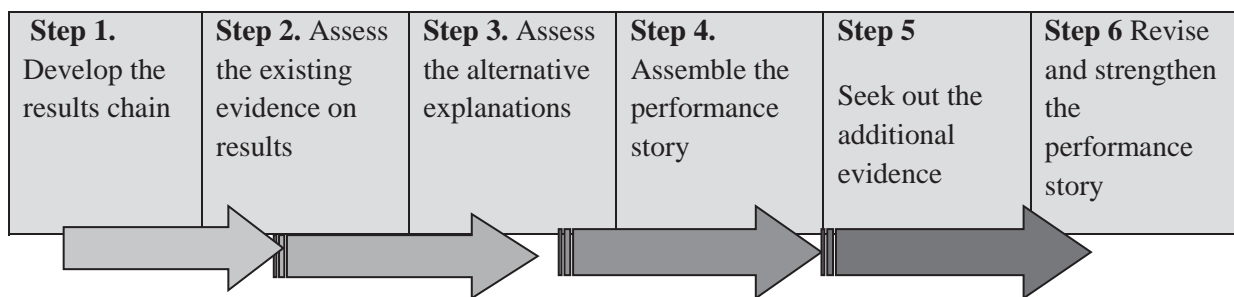 Step 1.
Develop the
results chain
Step 2. Assess
the existing
evidence on
results
Step 3. Assess
the alternative
explanations
Step 4.
Assemble the
performance
story
Step 5
Seek out the
additional
evidence
Step 6 Revise
and strengthen
the
performance
story